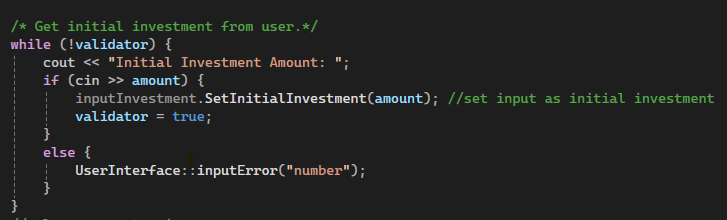 /* Get initial investment from user.*/
while (!validator) {
    cout << "Initial Investment Amount: ";
    if (cin >> amount) {
        inputInvestment.SetInitialInvestment(amount); //set input as initial investment
        validator = true;
    }
    else {
        UserInterface::inputError("number");
    }
}